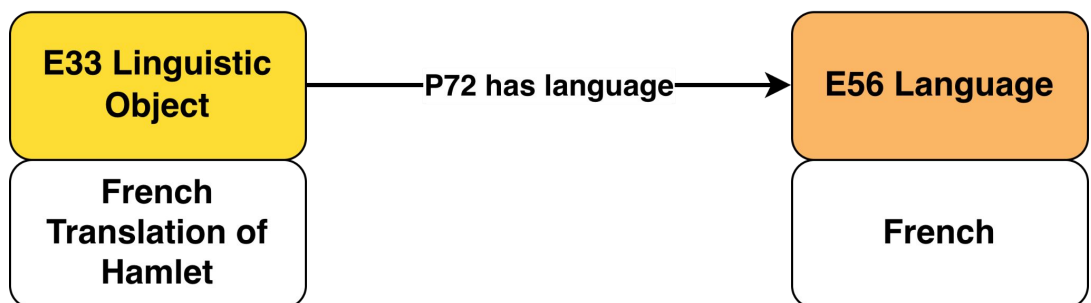 E33 Linguistic
Object
P72 has language
E56 Language
French
Translation of
Hamlet
French